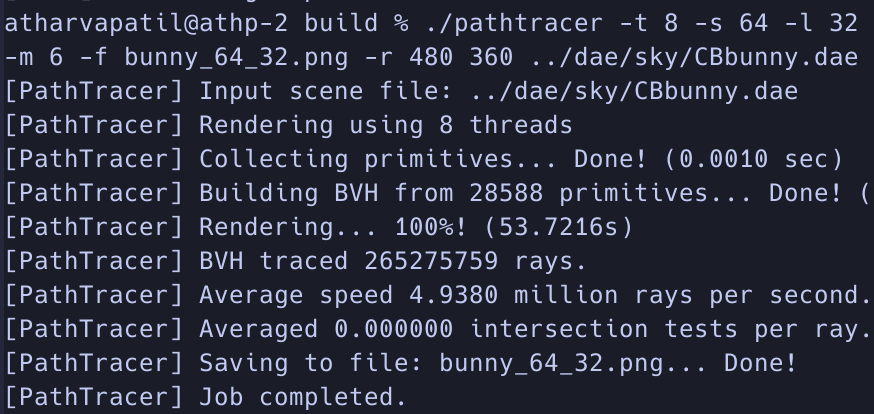 atharvapatil@athp-2 build % ./pathtracer -t 8 -s 64 -l 32
-m 6 -f bunny_64_32.png -r 480 360 ../dae/sky/CBbunny.dae
[PathTracer] Input scene file: ../dae/sky/CBbunny.dae
[PathTracer] Rendering using 8 threads
[PathTracer] Collecting primitives... Done! (0.0010 sec)
[PathTracer] Building BVH from 28588 primitives... Done! (
[PathTracer] Rendering... 100%! (53.7216s)
[PathTracer] BVH traced 265275759 rays.
[PathTracer] Average speed 4.9380 million rays per second.
[PathTracer] Averaged 0.000000 intersection tests per ray.
[PathTracer] Saving to file: bunny_64_32.png... Done!
[PathTracer] Job completed.